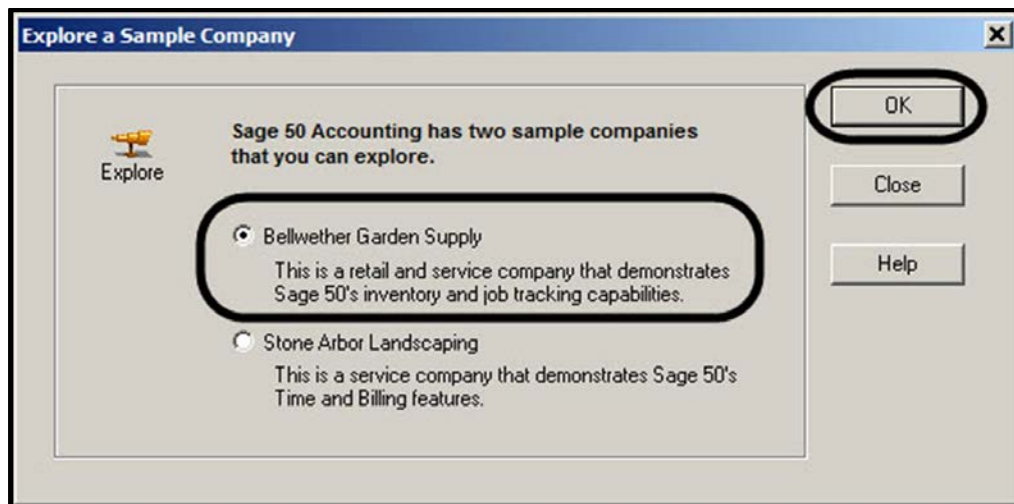 Explore a Sample Company
Explore
Sage 50 Accounting has two sample companies
that you can explore.
Bellwether Garden Supply
This is a retail and service company that demonstrates
Sage 50's inventory and job tracking capabilities.
Stone Arbor Landscaping
This is a service company that demonstrates Sage 50's
Time and Billing features.
OK
Close
Help